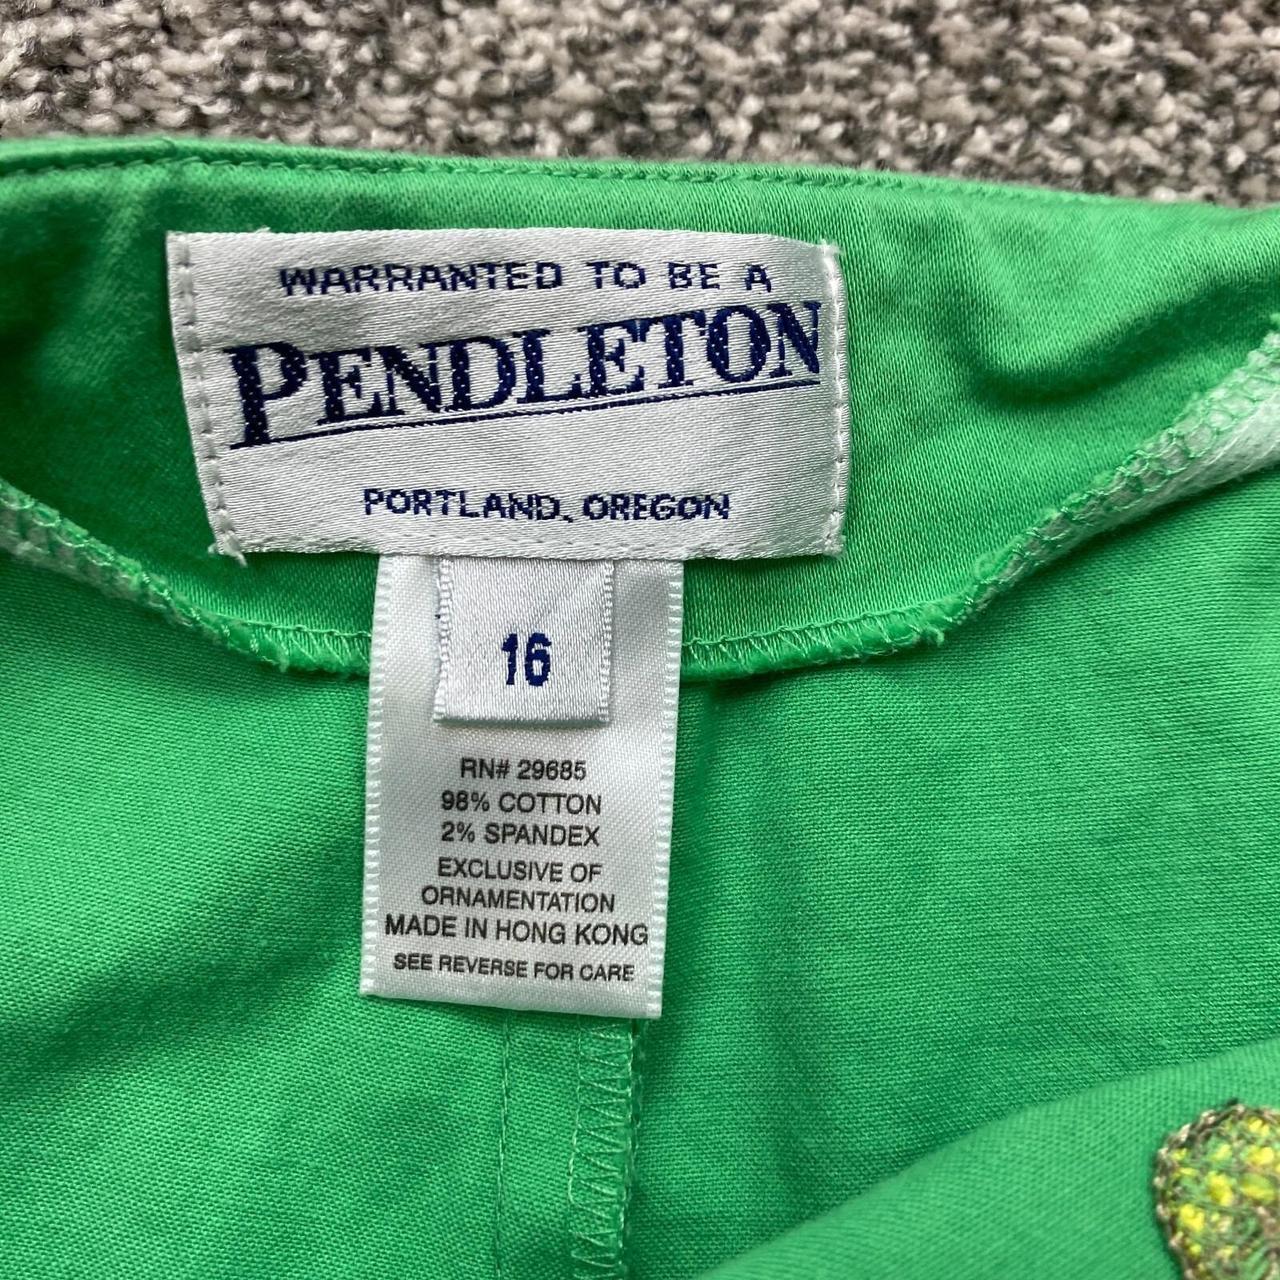 WARRANTED TO BE A
PENDLETON
PORTLAND, OREGON
16
RN# 29685
98% COTTON
2% SPANDEX
EXCLUSIVE OF
ORNAMENTATION
MADE IN HONG KONG
SEE REVERSE FOR CARE